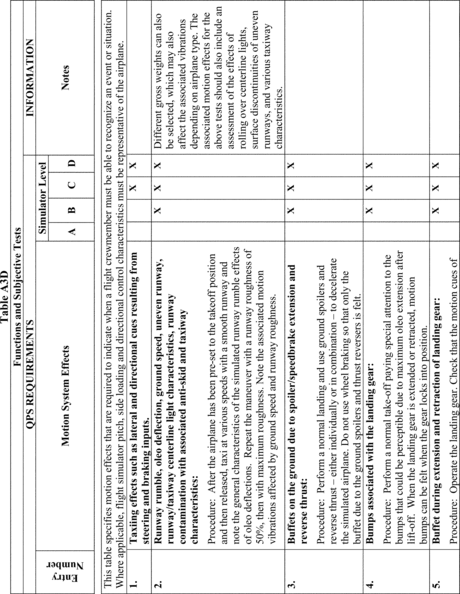 Table A3D
Functions and Subjective Tests
QPS REQUIREMENTS
INFORMATION
Entry
Number
Motion System Effects
Simulator Level
A B C D
Notes
This table specifies motion effects that are required to indicate when a flight crewmember must be able to recognize an event or situation.
Where applicable, flight simulator pitch, side loading and directional control characteristics must be representative of the airplane.
1.
Taxiing effects such as lateral and directional cues resulting from
steering and braking inputs.
X X
2.
Runway rumble, oleo deflection, ground speed, uneven runway,
runway/taxiway centerline light characteristics, runway
contamination with associated anti-skid and taxiway
characteristics:
Procedure: After the airplane has been pre-set to the takeoff position
and then released, taxi at various speeds with a smooth runway and
note the general characteristics of the simulated runway rumble effects
of oleo deflections. Repeat the maneuver with a runway roughness of
50%, then with maximum roughness. Note the associated motion
vibrations affected by ground speed and runway roughness.
X X X
Different gross weights can also
be selected, which may also
affect the associated vibrations
depending on airplane type. The
associated motion effects for the
above tests should also include an
assessment of the effects of
rolling over centerline lights,
surface discontinuities of uneven
runways, and various taxiway
characteristics.
3.
Buffets on the ground due to spoiler/speedbrake extension and
reverse thrust:
Procedure: Perform a normal landing and use ground spoilers and
reverse thrust – either individually or in combination – to decelerate
the simulated airplane. Do not use wheel braking so that only the
buffet due to the ground spoilers and thrust reversers is felt.
X X X
4.
Bumps associated with the landing gear:
Procedure: Perform a normal take-off paying special attention to the
bumps that could be perceptible due to maximum oleo extension after
lift-off. When the landing gear is extended or retracted, motion
bumps can be felt when the gear locks into position.
X X X
5.
Buffet during extension and retraction of landing gear:
Procedure: Operate the landing gear. Check that the motion cues of
X X X